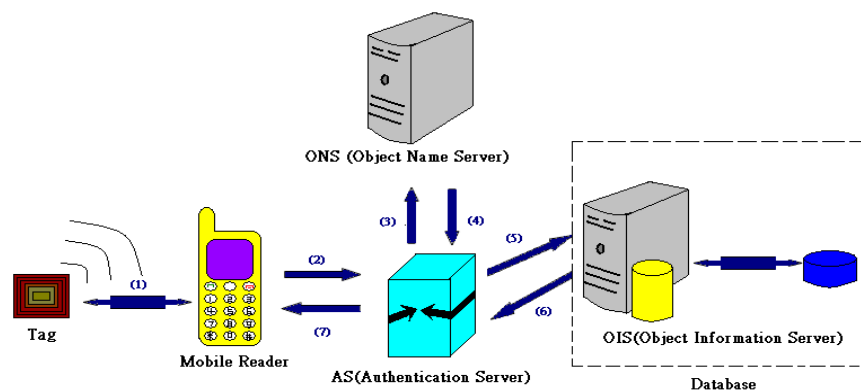 ONS (Object Name Server)
(3)
(4)
(5)
(1)
(2)
(6)
(7)
Tag
Mobile Reader
AS(Authentication Server)
OIS(Object Information Server)
Database